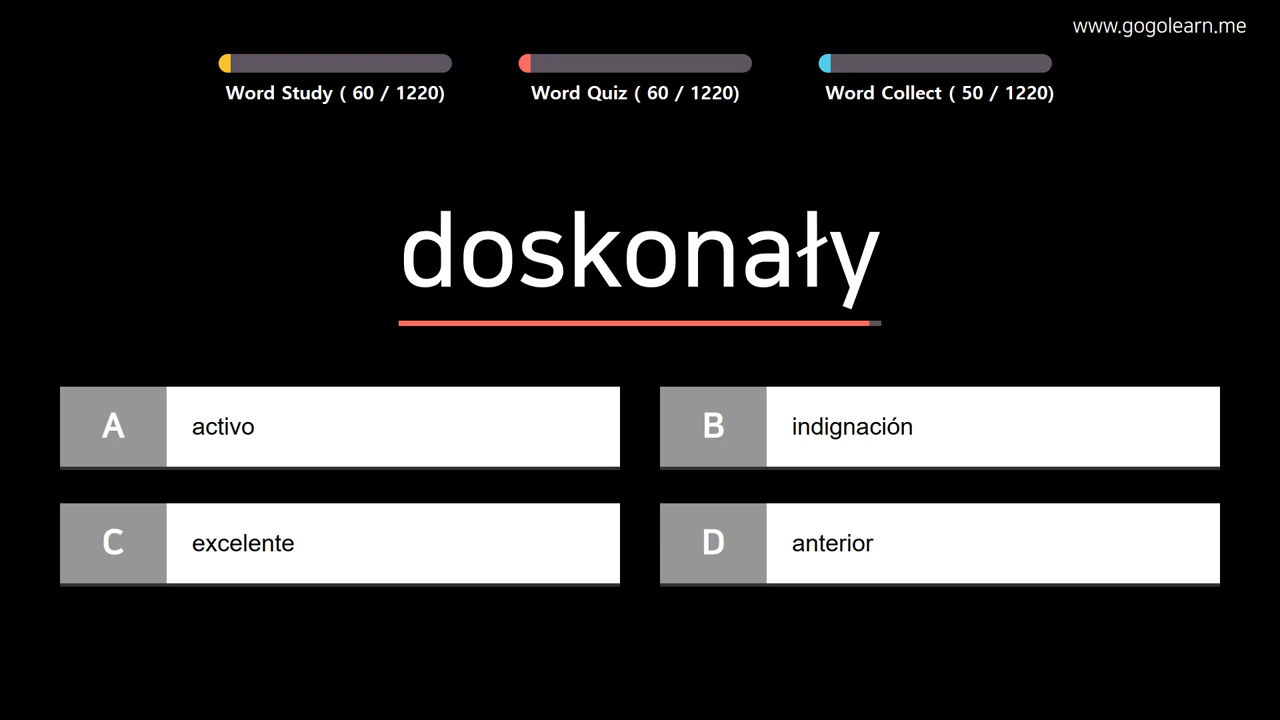 www.gogolearn.me
Word Study ( 60 / 1220)
Word Quiz ( 60 / 1220)
Word Collect ( 50 / 1220)
doskonały
A activo
B indignación
C excelente
D anterior